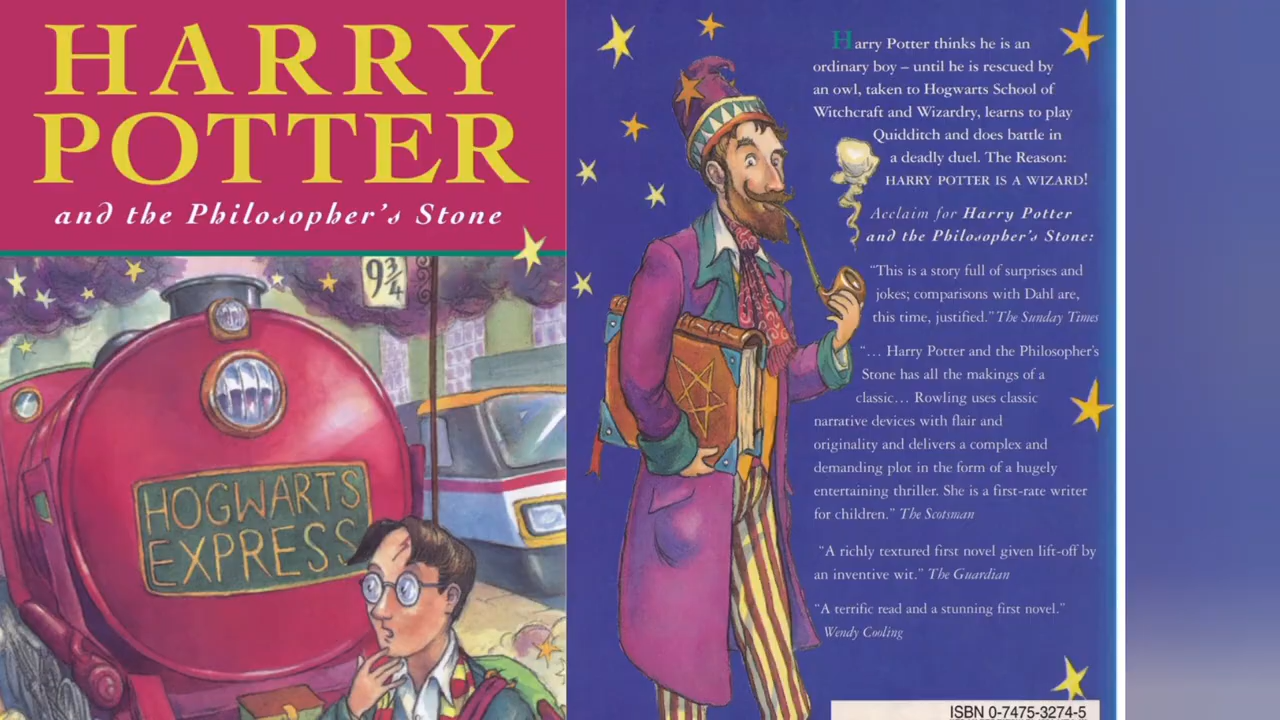 HARRY
POTTER
and the Philosopher's Stone
9¾
HOGWARTS
EXPRESS
Harry Potter thinks he is an
ordinary boy – until he is rescued by
an owl, taken to Hogwarts School of
Witchcraft and Wizardry, learns to play
Quidditch and does battle in
a deadly duel. The Reason:
HARRY POTTER IS A WIZARD!
Acclaim for Harry Potter
and the Philosopher's Stone:
“This is a story full of surprises and
jokes; comparisons with Dahl are,
this time, justified.” The Sunday Times
“… Harry Potter and the Philosopher's
Stone has all the makings of a
classic… Rowling uses classic
narrative devices with flair and
originality and delivers a complex and
demanding plot in the form of a hugely
entertaining thriller. She is a first-rate writer
for children.” The Scotsman
“A richly textured first novel given lift-off by
an inventive wit.” The Guardian
“A terrific read and a stunning first novel.”
Wendy Cooling
ISBN 0-7475-3274-5